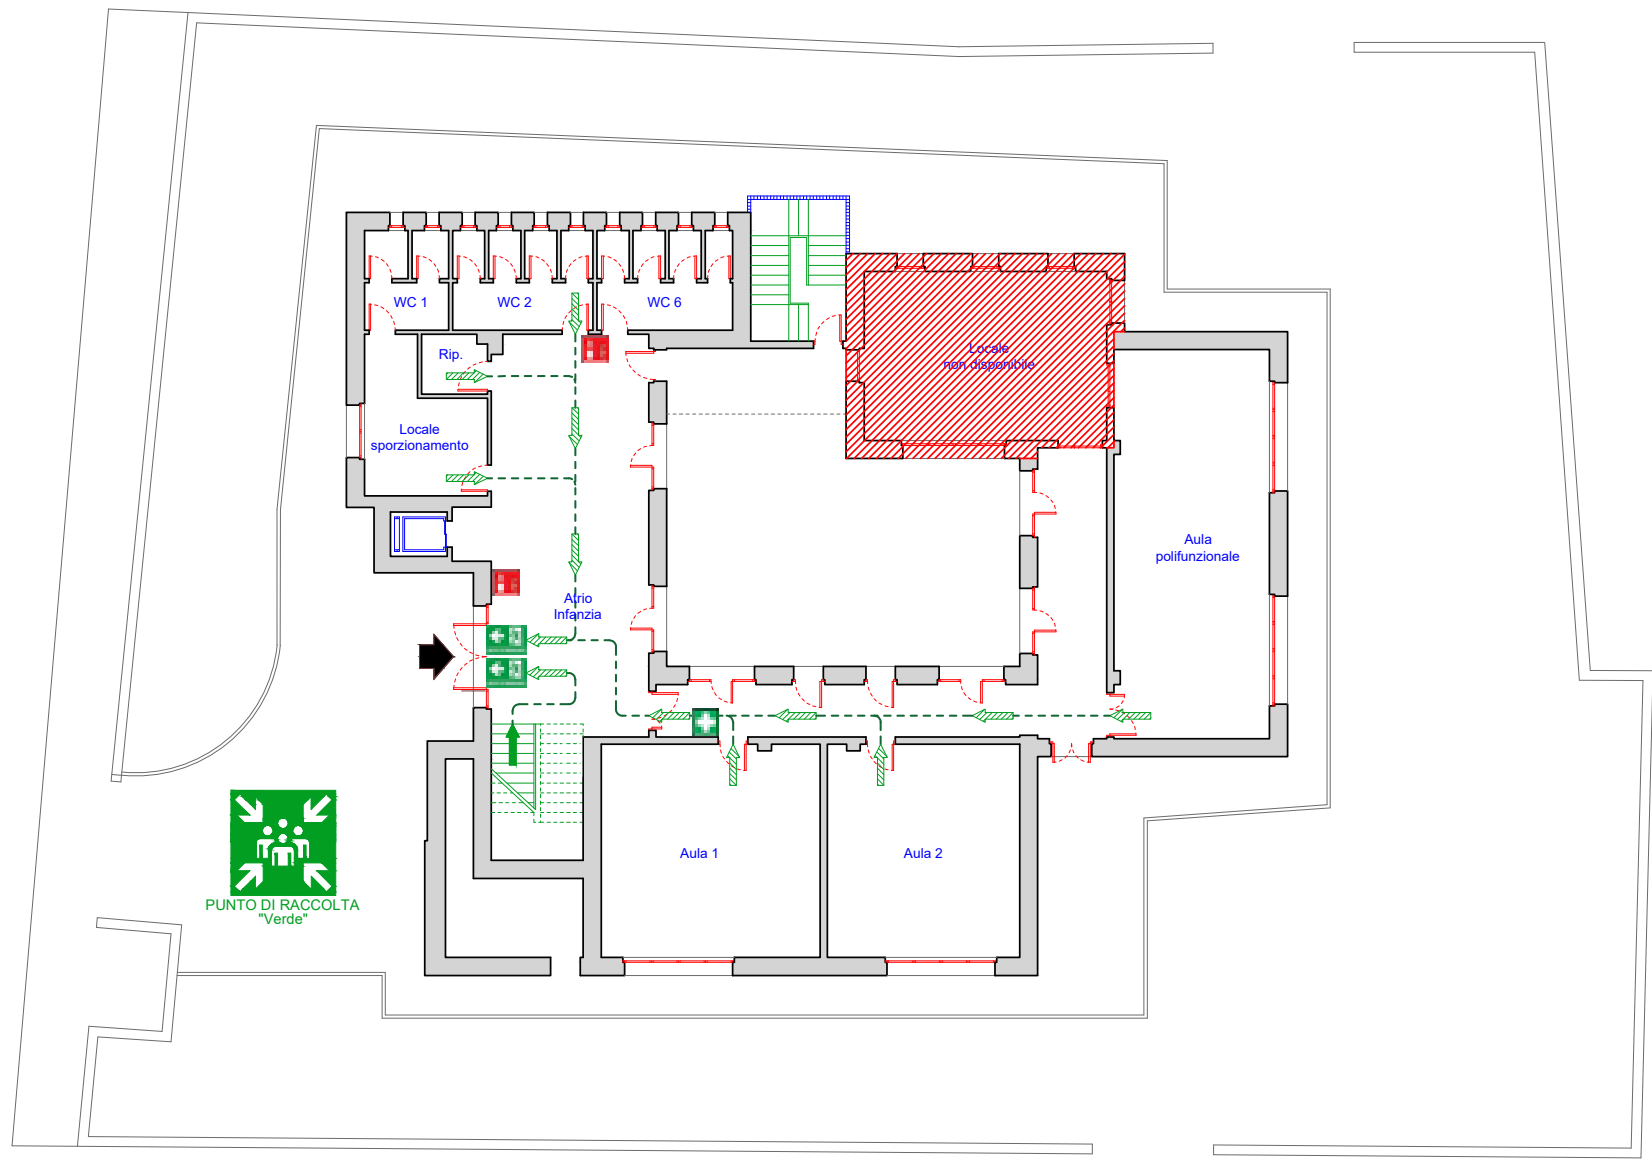 WC 1
WC 2
WC 6
Rip.
Locale
non disponibile
Locale
sporzionamento
Aula
polifunzionale
Atrio
Infanzia
Aula 1
Aula 2
PUNTO DI RACCOLTA
"Verde"